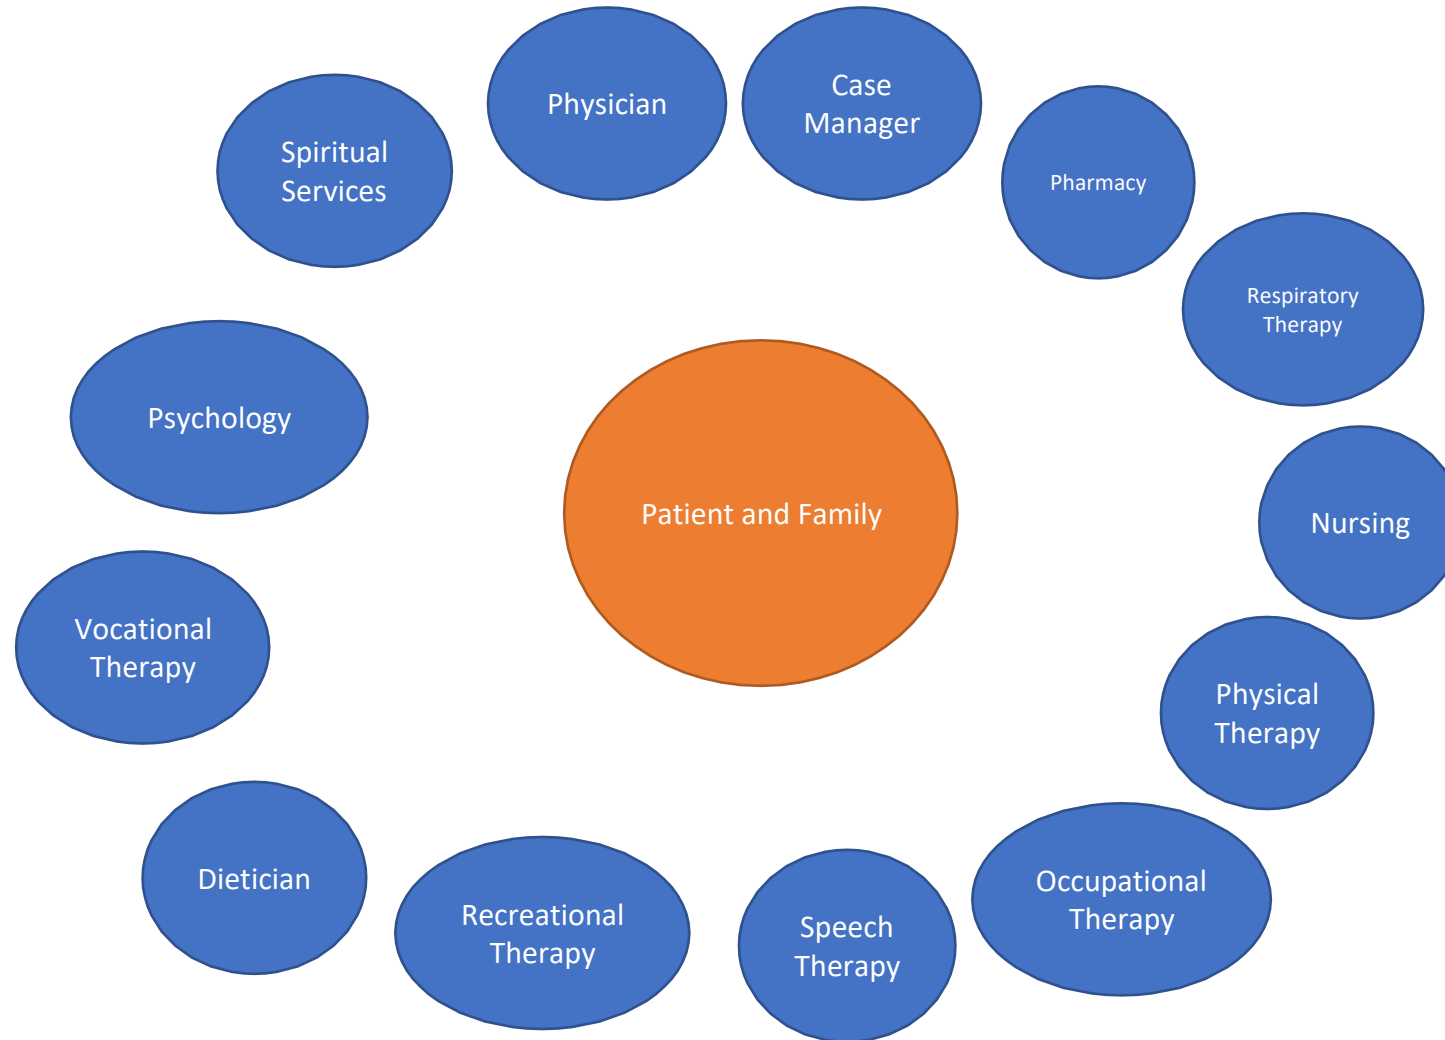 Physician
Case
Manager
Spiritual
Services
Pharmacy
Respiratory
Therapy
Psychology
Patient and Family
Nursing
Vocational
Therapy
Physical
Therapy
Dietician
Recreational
Therapy
Speech
Therapy
Occupational
Therapy